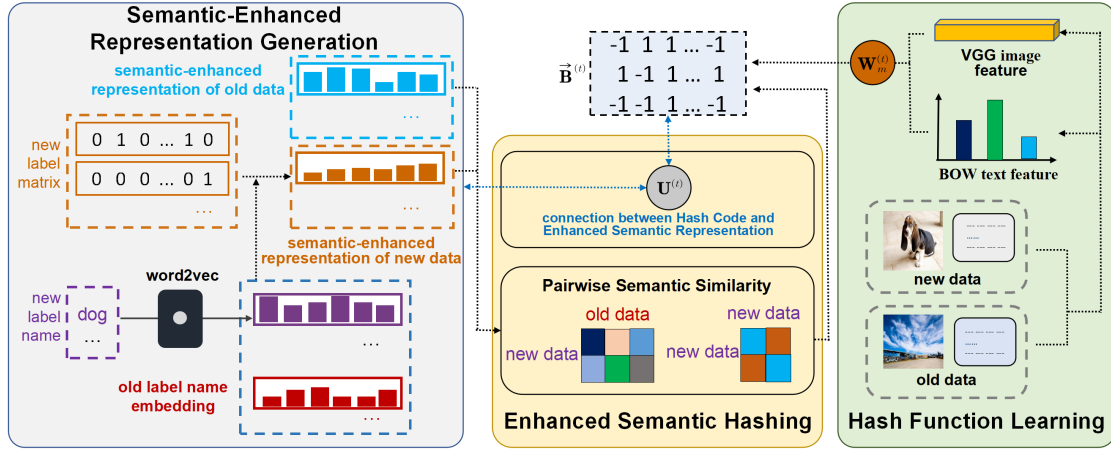 Semantic-Enhanced
Representation Generation
semantic-enhanced
representation of old data
...
new
label
matrix
0 1 0 ... 1 0
0 0 0 ... 0 1
...
...
semantic-enhanced
representation of new data
word2vec
new
label
name
dog
...
...
old label name
embedding
...
B⃗^(t)
-1 1 1 ... -1
1 -1 1 ... 1
-1 -1 1 ... -1
U^(t)
connection between Hash Code and
Enhanced Semantic Representation
Pairwise Semantic Similarity
old data
new data
new data
new data
Enhanced Semantic Hashing
W_m^(t)
VGG image
feature
BOW text feature
new data
old data
Hash Function Learning